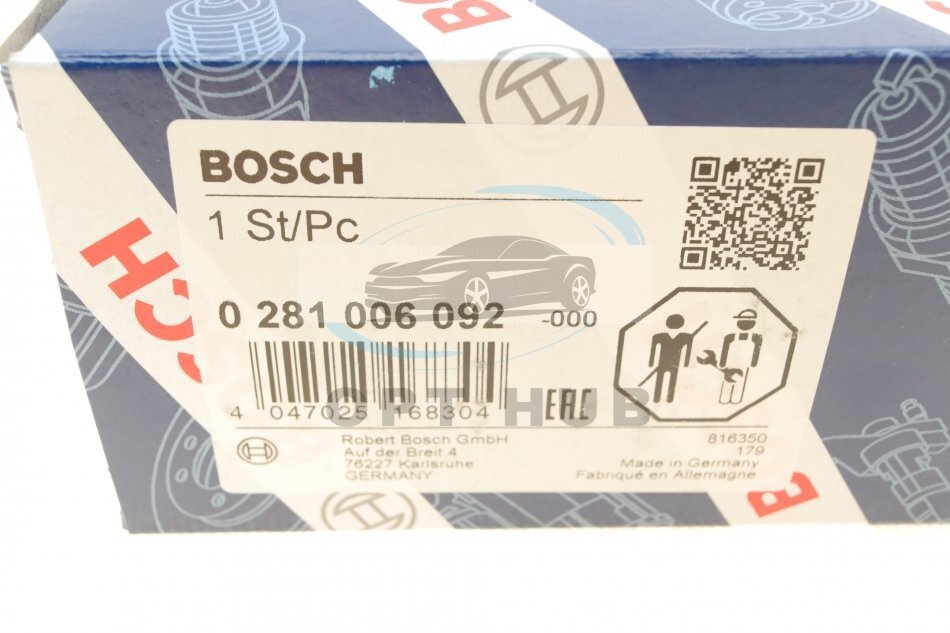 BOSCH
1 St/Pc
0 281 006 092 -000
4 047025 168304
EAC
OPT HUB
Robert Bosch GmbH
Auf der Breit 4
76227 Karlsruhe
GERMANY
816350
179
Made in Germany
Fabriqué en Allemagne
SCH
B